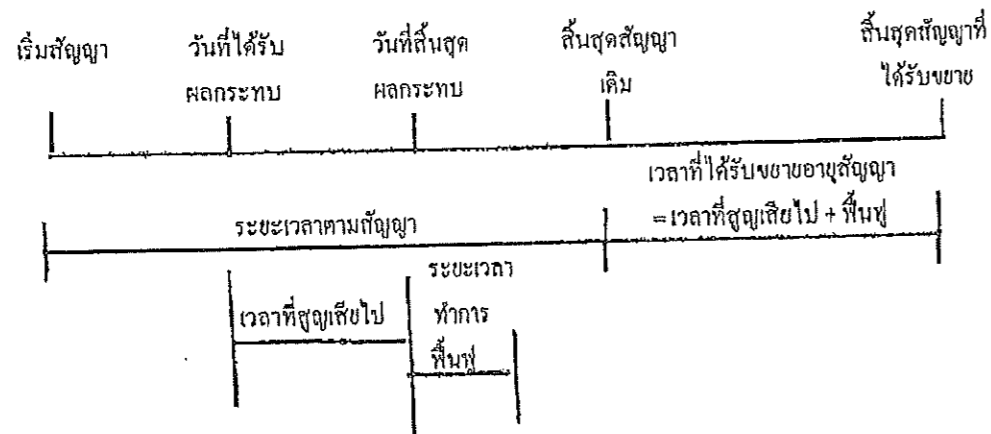 เริ่มสัญญา
วันที่ได้รับ
ผลกระทบ
วันที่สิ้นสุด
ผลกระทบ
สิ้นสุดสัญญา
เดิม
สิ้นสุดสัญญาที่
ได้รับขยาย
เวลาที่ได้รับขยายอายุสัญญา
=เวลาที่สูญเสียไป + ฟื้นฟู
ระยะเวลาตามสัญญา
เวลาที่สูญเสียไป
ระยะเวลา
ทำการ
ฟื้นฟู